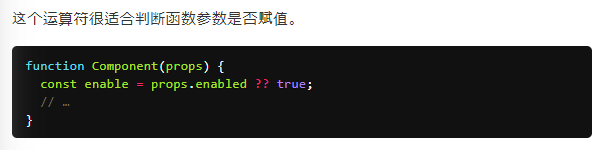 这个运算符很适合判断函数参数是否赋值。
function Component(props) {
  const enable = props.enabled ?? true;
  // …
}